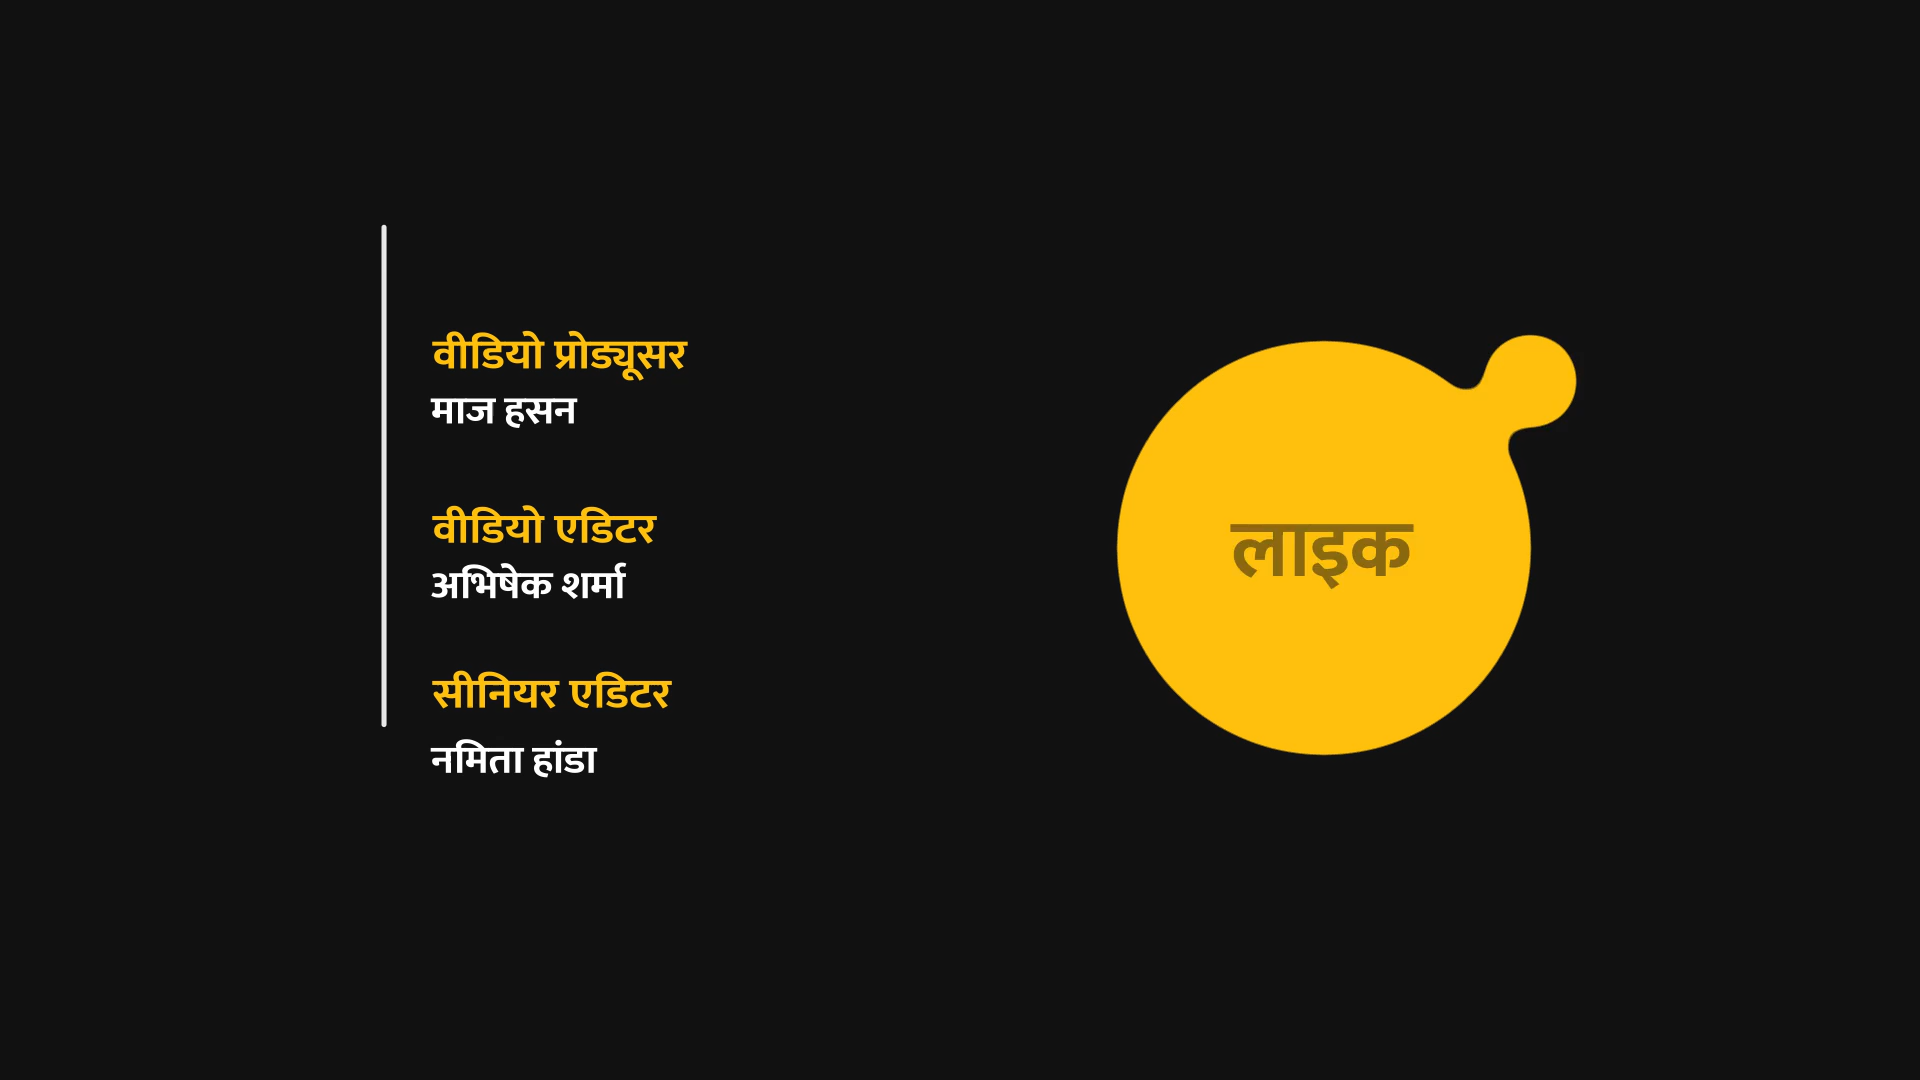 वीडियो प्रोड्यूसर
माज हसन
वीडियो एडिटर
अभिषेक शर्मा
सीनियर एडिटर
नमिता हांडा
लाइक